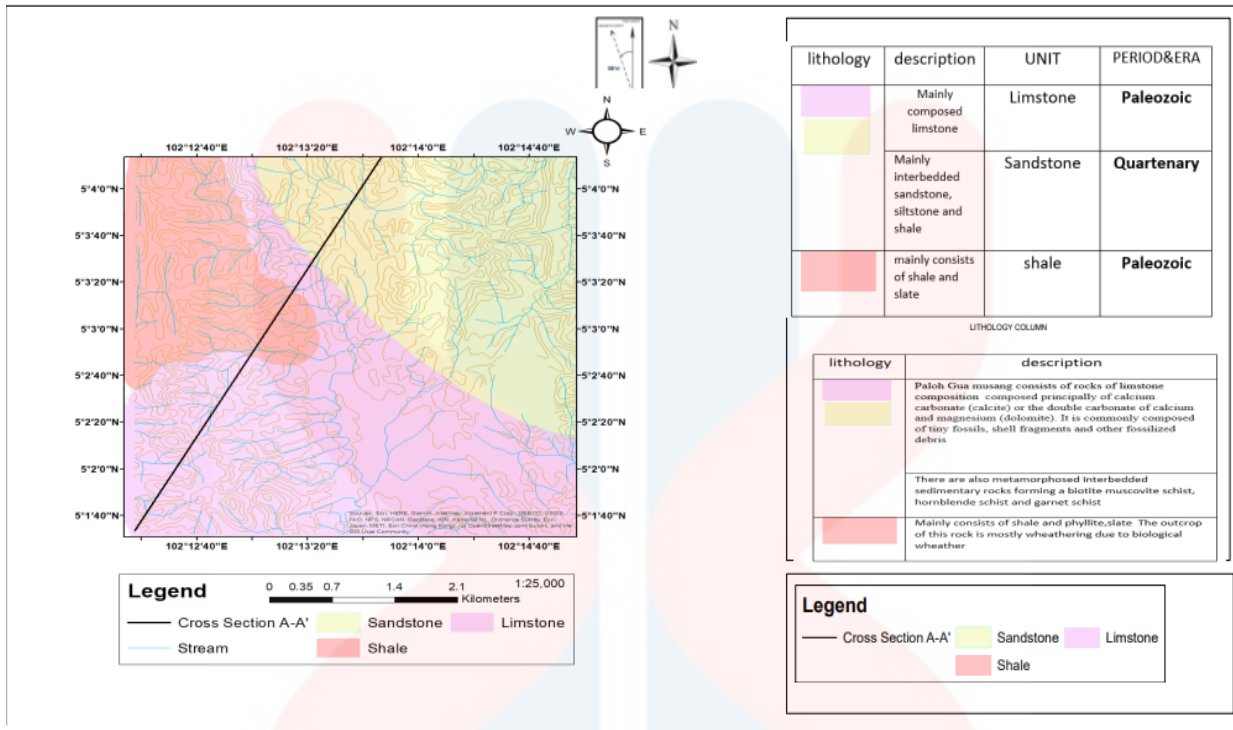 N
N
W
E
S
102°12'40"E
102°13'20"E
102°14'0"E
102°14'40"E
5°4'0"N
5°4'0"N
5°3'40"N
5°3'40"N
5°3'20"N
5°3'20"N
5°3'0"N
5°3'0"N
5°2'40"N
5°2'40"N
5°2'20"N
5°2'20"N
5°2'0"N
5°2'0"N
5°1'40"N
5°1'40"N
102°12'40"E
102°13'20"E
102°14'0"E
102°14'40"E
Legend
0 0.35 0.7 1.4 2.1
Kilometers
1:25,000
Cross Section A-A'
Sandstone
Limstone
Stream
Shale
lithology
description
UNIT
PERIOD&ERA
Mainly
composed
limstone
Limstone
Paleozoic
Mainly
interbedded
sandstone,
siltstone and
shale
Sandstone
Quartenary
mainly consists
of shale and
slate
shale
Paleozoic
LITHOLOGY COLUMN
lithology
description
Paloh Gua musang consists of rocks of limstone
composition composed principally of calcium
carbonate (calcite) or the double carbonate of calcium
and magnesium (dolomite). It is commonly composed
of tiny fossils, shell fragments and other fossilized
debris
There are also metamorphosed Interbedded
sedimentary rocks forming a biotite muscovite schist,
hornblende schist and garnet schist
Mainly consists of shale and phyllite,slate The outcrop
of this rock is mostly wheathering due to biological
wheather
Legend
Cross Section A-A'
Sandstone
Limstone
Shale